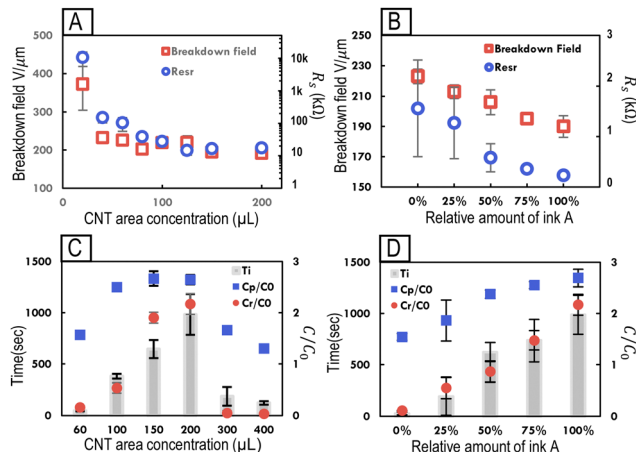 A
Breakdown field V/μm
500
400
300
200
100
Breakdown field
Resr
10k
1k
100
10
1
Rs (kΩ)
0
50
100
150
200
CNT area concentration (μL)
B
Breakdown field V/μm
250
230
210
190
170
150
Breakdown Field
Resr
3
2
1
0
Rs (kΩ)
0%
25%
50%
75%
100%
Relative amount of ink A
C
Time(sec)
1500
1000
500
0
Ti
Cp/C0
Cr/C0
3
2
1
0
C/C0
60
100
150
200
300
400
CNT area concentration (μL)
D
Time(sec)
1500
1000
500
0
Ti
Cp/C0
Cr/C0
3
2
1
0
C/C0
0%
25%
50%
75%
100%
Relative amount of ink A